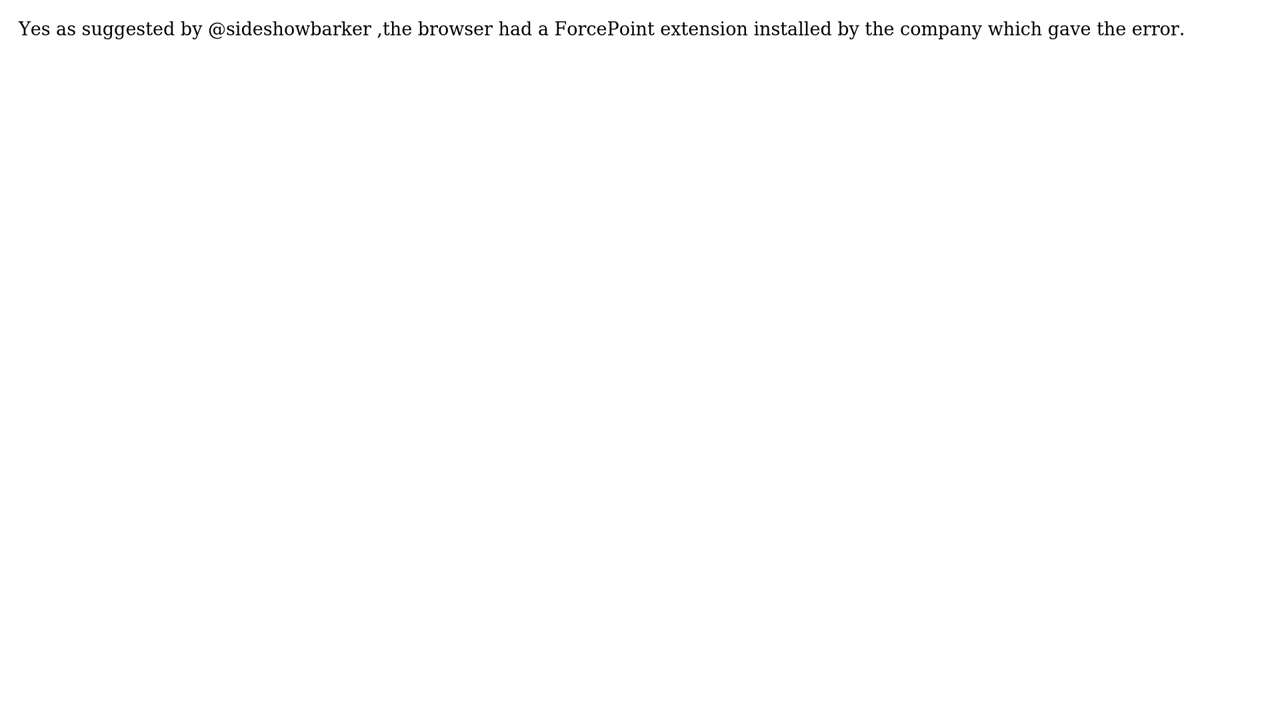 Yes as suggested by @sideshowbarker ,the browser had a ForcePoint extension installed by the company which gave the error.